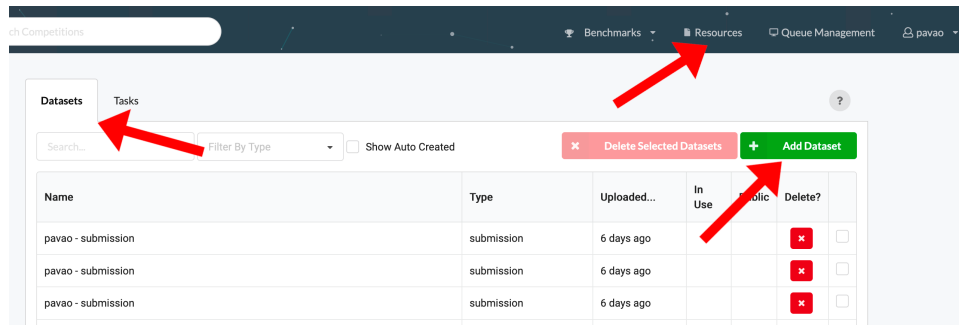 ch Competitions
Benchmarks
Resources
Queue Management
pavao
Datasets
Tasks
?
Search...
Filter By Type
Show Auto Created
Delete Selected Datasets
Add Dataset
Name
Type
Uploaded...
In Use
Public
Delete?
pavao - submission
submission
6 days ago
pavao - submission
submission
6 days ago
pavao - submission
submission
6 days ago